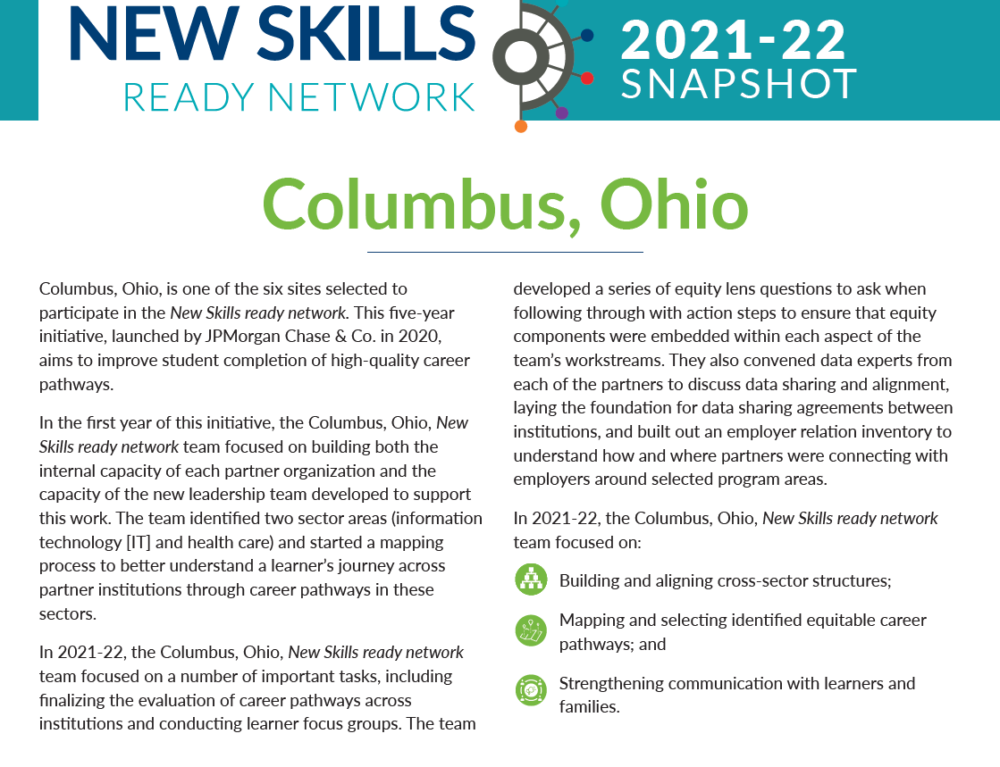 NEW SKILLS
READY NETWORK
2021-22
SNAPSHOT
Columbus, Ohio
Columbus, Ohio, is one of the six sites selected to
participate in the New Skills ready network. This five-year
initiative, launched by JPMorgan Chase & Co. in 2020,
aims to improve student completion of high-quality career
pathways.
In the first year of this initiative, the Columbus, Ohio, New
Skills ready network team focused on building both the
internal capacity of each partner organization and the
capacity of the new leadership team developed to support
this work. The team identified two sector areas (information
technology [IT] and health care) and started a mapping
process to better understand a learner’s journey across
partner institutions through career pathways in these
sectors.
In 2021-22, the Columbus, Ohio, New Skills ready network
team focused on a number of important tasks, including
finalizing the evaluation of career pathways across
institutions and conducting learner focus groups. The team
developed a series of equity lens questions to ask when
following through with action steps to ensure that equity
components were embedded within each aspect of the
team’s workstreams. They also convened data experts from
each of the partners to discuss data sharing and alignment,
laying the foundation for data sharing agreements between
institutions, and built out an employer relation inventory to
understand how and where partners were connecting with
employers around selected program areas.
In 2021-22, the Columbus, Ohio, New Skills ready network
team focused on:
Building and aligning cross-sector structures;
Mapping and selecting identified equitable career
pathways; and
Strengthening communication with learners and
families.